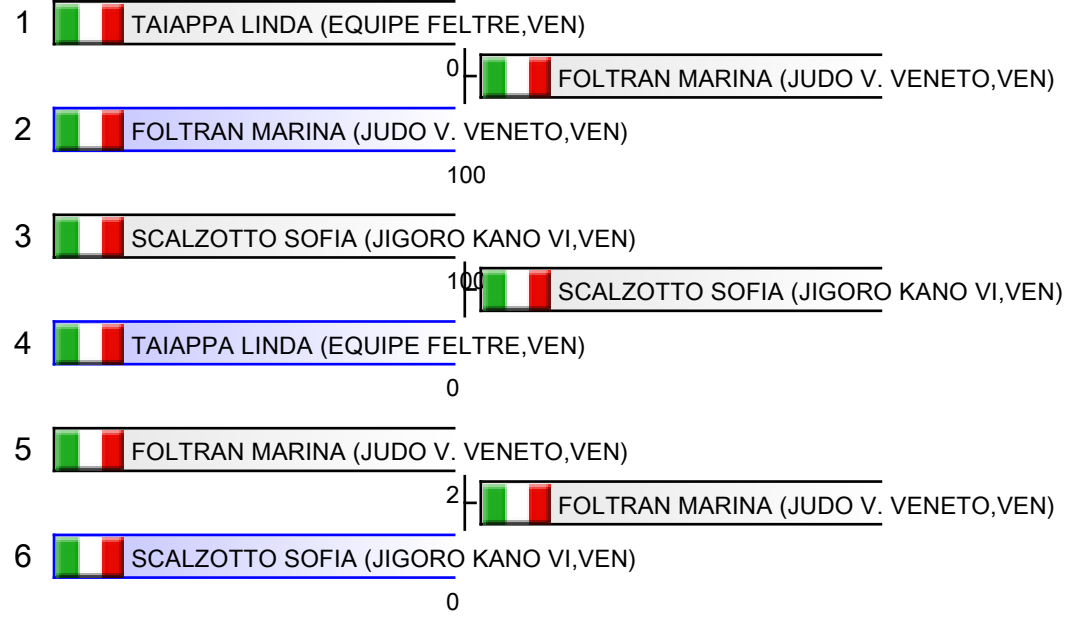 1 TAIAPPA LINDA (EQUIPE FELTRE,VEN)
0
FOLTRAN MARINA (JUDO V. VENETO,VEN)
2 FOLTRAN MARINA (JUDO V. VENETO,VEN)
100
3 SCALZOTTO SOFIA (JIGORO KANO VI,VEN)
100
SCALZOTTO SOFIA (JIGORO KANO VI,VEN)
4 TAIAPPA LINDA (EQUIPE FELTRE,VEN)
0
5 FOLTRAN MARINA (JUDO V. VENETO,VEN)
2
FOLTRAN MARINA (JUDO V. VENETO,VEN)
6 SCALZOTTO SOFIA (JIGORO KANO VI,VEN)
0